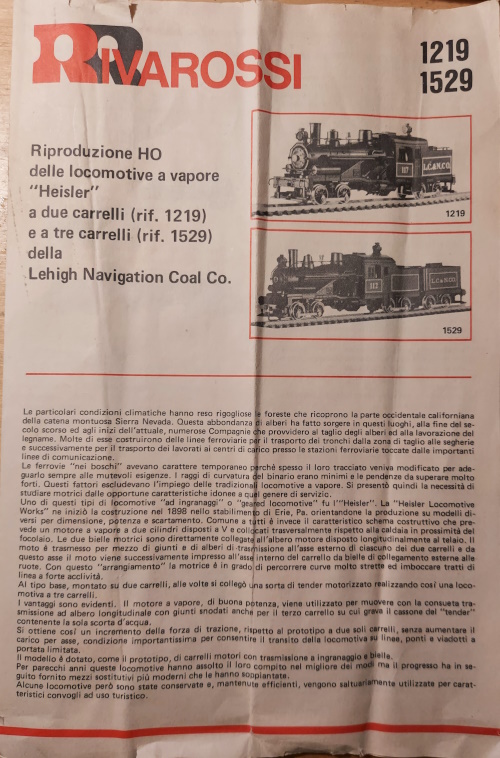 RIVAROSSI
1219
1529
Riproduzione HO
delle locomotive a vapore
"Heisler"
a due carrelli (rif. 1219)
e a tre carrelli (rif. 1529)
della
Lehigh Navigation Coal Co.
L.C.&N.CO.
117
1219
L.C.&N.CO.
112
1529
Le particolari condizioni climatiche hanno reso rigogliose le foreste che ricoprono la parte occidentale californiana
della catena montuosa Sierra Nevada. Questa abbondanza di alberi ha fatto sorgere in questi luoghi, alla fine del se-
colo scorso ed agli inizi dell'attuale, numerose Compagnie che provvidero al taglio degli alberi ed alla lavorazione del
legname. Molte di esse costruirono delle linee ferroviarie per il trasporto dei tronchi dalla zona di taglio alle segherie
e successivamente per il trasporto dei lavorati ai centri di carico presso le stazioni ferroviarie toccate dalle importanti
linee di comunicazione.
Le ferrovie "nei boschi" avevano carattere temporaneo perchè spesso il loro tracciato veniva modificato per ade-
guarlo sempre alle mutevoli esigenze. I raggi di curvatura del binario erano minimi e le pendenze da superare molto
forti. Questi fattori escludevano l'impiego delle tradizionali locomotive a vapore. Si presentò quindi la necessità di
studiare motrici dalle opportune caratteristiche idonee a quel genere di servizio.
Uno di questi tipi di locomotive "ad ingranaggi" o "geared locomotive" fu l'"Heisler". La "Heisler Locomotive
Works" ne iniziò la costruzione nel 1898 nello stabilimento di Erie, Pa. orientandone la produzione su modelli di-
versi per dimensione, potenza e scartamento. Comune a tutti è invece il caratteristico schema costruttivo che pre-
vede un motore a vapore a due cilindri disposti a V e collocati trasversalmente rispetto alla caldaia in prossimità del
focolaio. Le due bielle motrici sono direttamente collegate all'albero motore disposto longitudinalmente al telaio. Il
moto è trasmesso per mezzo di giunti e di alberi di trasmissione all'asse esterno di ciascuno dei due carrelli e da
questo asse il moto viene successivamente impresso all'asse interno del carrello da bielle di collegamento esterne alle
ruote. Con questo "arrangiamento" la motrice è in grado di percorrere curve molto strette ed imboccare tratti di
linea a forte acclività.
Al tipo base, montato su due carrelli, alle volte si collegò una sorta di tender motorizzato realizzando così una loco-
motiva a tre carrelli.
I vantaggi sono evidenti. Il motore a vapore, di buona potenza, viene utilizzato per muovere con la consueta tra-
smissione ad albero longitudinale con giunti snodati anche per il terzo carrello su cui grava il cassone del "tender"
contenente la sola scorta d'acqua.
Si ottiene così un incremento della forza di trazione, rispetto al prototipo a due soli carrelli, senza aumentare il
carico per asse, condizione importantissima per consentire il transito della locomotiva su linee, ponti e viadotti a
portata limitata.
Il modello è dotato, come il prototipo, di carrelli motori con trasmissione a ingranaggio e bielle.
Per parecchi anni queste locomotive hanno assolto il loro compito nel migliore dei modi ma il progresso ha in se-
guito fornito mezzi sostitutivi più moderni che le hanno soppiantate.
Alcune locomotive però sono state conservate e, mantenute efficienti, vengono saltuariamente utilizzate per carat-
teristici convogli ad uso turistico.